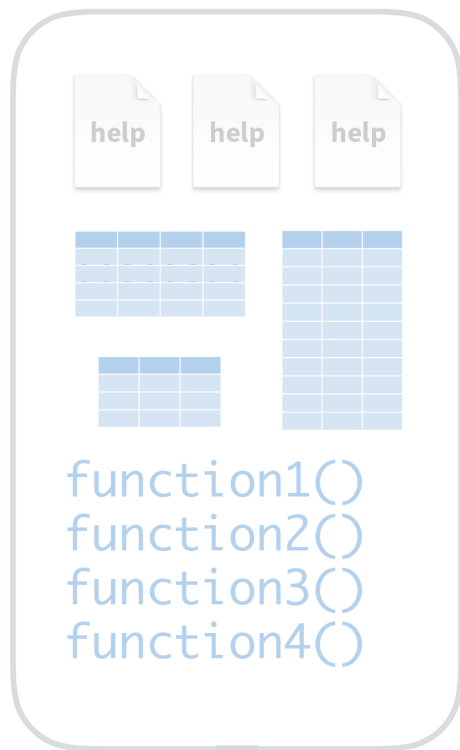 help help help
function1()
function2()
function3()
function4()